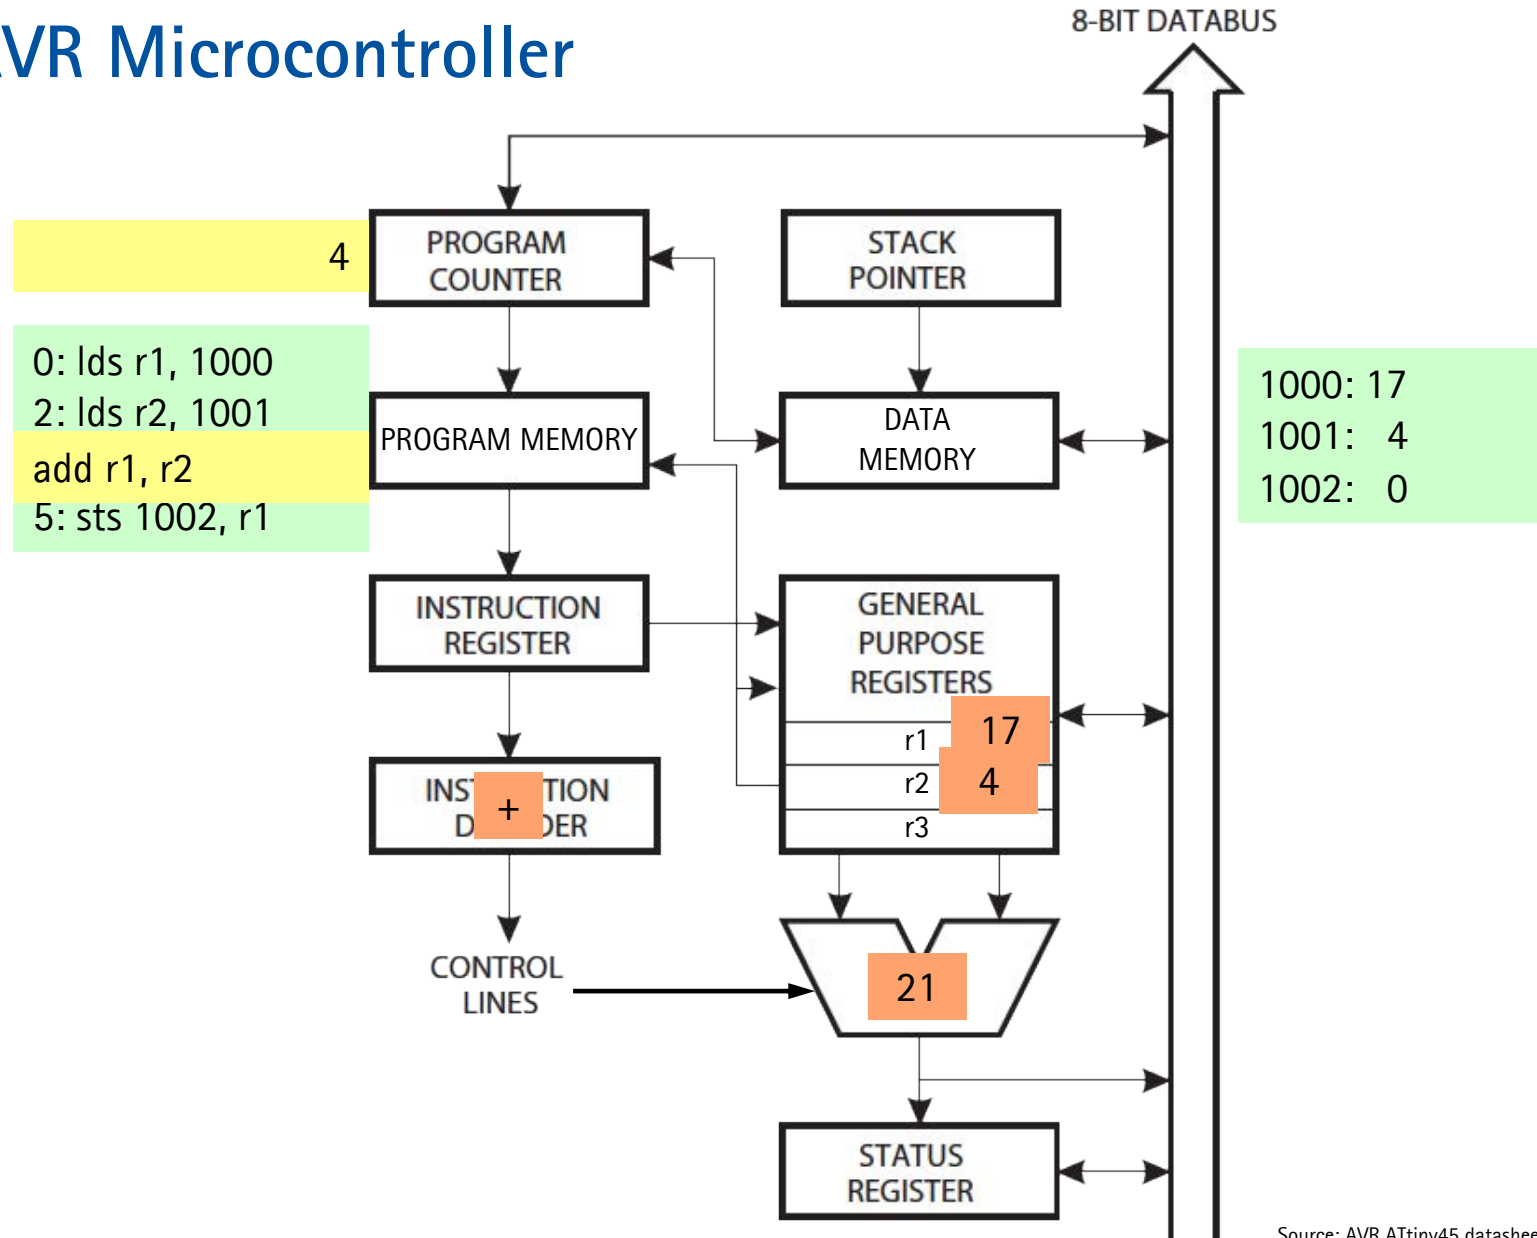 VR Microcontroller
8-BIT DATABUS
4
PROGRAM
COUNTER
STACK
POINTER
0: lds r1, 1000
2: lds r2, 1001
add r1, r2
5: sts 1002, r1
PROGRAM MEMORY
DATA
MEMORY
1000: 17
1001: 4
1002: 0
INSTRUCTION
REGISTER
GENERAL
PURPOSE
REGISTERS
r1 17
r2 4
r3
INS + TION
D DER
CONTROL
LINES
21
STATUS
REGISTER
Source: AVR ATtiny45 datashee